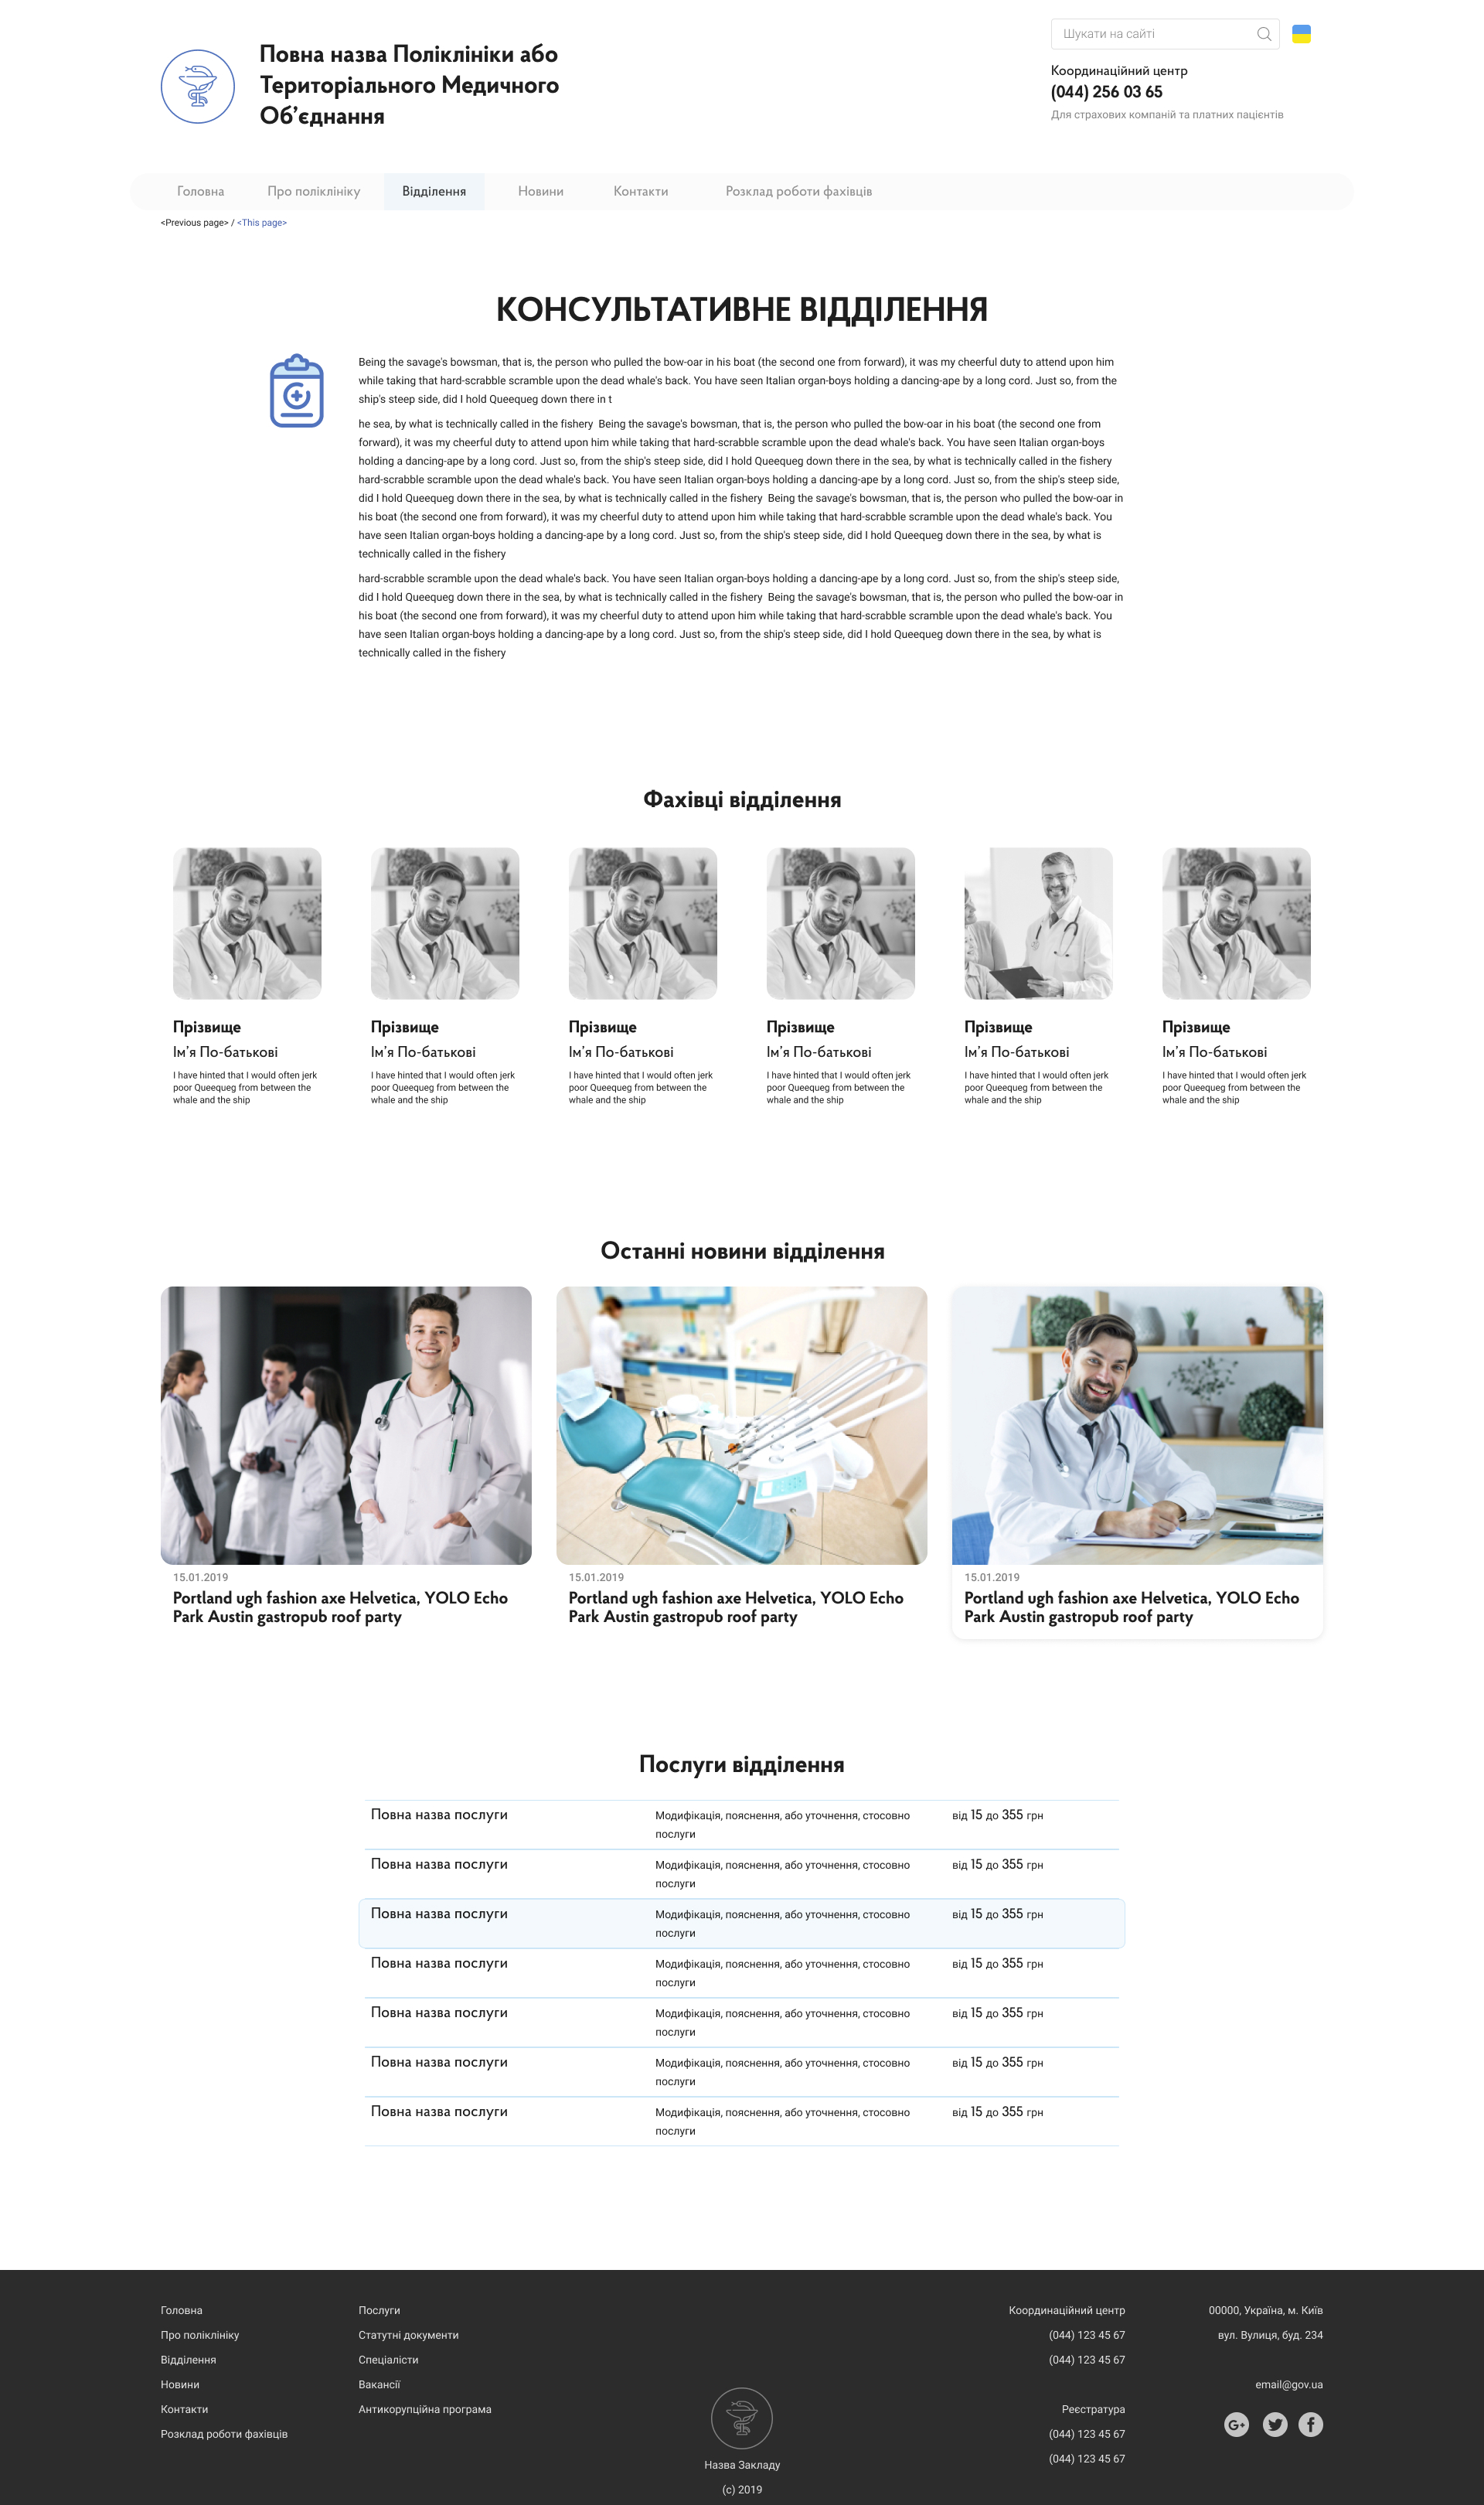 Повна назва Поліклініки або
Територіального Медичного
Об’єднання
Шукати на сайті
Координаційний центр
(044) 256 03 65
Для страхових компаній та платних пацієнтів
Головна Про поліклініку Відділення Новини Контакти Розклад роботи фахівців
<Previous page> / <This page>
КОНСУЛЬТАТИВНЕ ВІДДІЛЕННЯ
Being the savage's bowsman, that is, the person who pulled the bow-oar in his boat (the second one from forward), it was my cheerful duty to attend upon him
while taking that hard-scrabble scramble upon the dead whale's back. You have seen Italian organ-boys holding a dancing-ape by a long cord. Just so, from the
ship's steep side, did I hold Queequeg down there in t
he sea, by what is technically called in the fishery  Being the savage's bowsman, that is, the person who pulled the bow-oar in his boat (the second one from
forward), it was my cheerful duty to attend upon him while taking that hard-scrabble scramble upon the dead whale's back. You have seen Italian organ-boys
holding a dancing-ape by a long cord. Just so, from the ship's steep side, did I hold Queequeg down there in the sea, by what is technically called in the fishery
hard-scrabble scramble upon the dead whale's back. You have seen Italian organ-boys holding a dancing-ape by a long cord. Just so, from the ship's steep side,
did I hold Queequeg down there in the sea, by what is technically called in the fishery  Being the savage's bowsman, that is, the person who pulled the bow-oar in
his boat (the second one from forward), it was my cheerful duty to attend upon him while taking that hard-scrabble scramble upon the dead whale's back. You
have seen Italian organ-boys holding a dancing-ape by a long cord. Just so, from the ship's steep side, did I hold Queequeg down there in the sea, by what is
technically called in the fishery
hard-scrabble scramble upon the dead whale's back. You have seen Italian organ-boys holding a dancing-ape by a long cord. Just so, from the ship's steep side,
did I hold Queequeg down there in the sea, by what is technically called in the fishery  Being the savage's bowsman, that is, the person who pulled the bow-oar in
his boat (the second one from forward), it was my cheerful duty to attend upon him while taking that hard-scrabble scramble upon the dead whale's back. You
have seen Italian organ-boys holding a dancing-ape by a long cord. Just so, from the ship's steep side, did I hold Queequeg down there in the sea, by what is
technically called in the fishery
Фахівці відділення
Прізвище
Ім’я По-батькові
I have hinted that I would often jerk
poor Queequeg from between the
whale and the ship
Прізвище
Ім’я По-батькові
I have hinted that I would often jerk
poor Queequeg from between the
whale and the ship
Прізвище
Ім’я По-батькові
I have hinted that I would often jerk
poor Queequeg from between the
whale and the ship
Прізвище
Ім’я По-батькові
I have hinted that I would often jerk
poor Queequeg from between the
whale and the ship
Прізвище
Ім’я По-батькові
I have hinted that I would often jerk
poor Queequeg from between the
whale and the ship
Прізвище
Ім’я По-батькові
I have hinted that I would often jerk
poor Queequeg from between the
whale and the ship
Останні новини відділення
15.01.2019
Portland ugh fashion axe Helvetica, YOLO Echo
Park Austin gastropub roof party
15.01.2019
Portland ugh fashion axe Helvetica, YOLO Echo
Park Austin gastropub roof party
15.01.2019
Portland ugh fashion axe Helvetica, YOLO Echo
Park Austin gastropub roof party
Послуги відділення
Повна назва послуги Модифікація, пояснення, або уточнення, стосовно від 15 до 355 грн
послуги
Повна назва послуги Модифікація, пояснення, або уточнення, стосовно від 15 до 355 грн
послуги
Повна назва послуги Модифікація, пояснення, або уточнення, стосовно від 15 до 355 грн
послуги
Повна назва послуги Модифікація, пояснення, або уточнення, стосовно від 15 до 355 грн
послуги
Повна назва послуги Модифікація, пояснення, або уточнення, стосовно від 15 до 355 грн
послуги
Повна назва послуги Модифікація, пояснення, або уточнення, стосовно від 15 до 355 грн
послуги
Повна назва послуги Модифікація, пояснення, або уточнення, стосовно від 15 до 355 грн
послуги
Головна
Про поліклініку
Відділення
Новини
Контакти
Розклад роботи фахівців
Послуги
Статутні документи
Спеціалісти
Вакансії
Антикорупційна програма
Назва Закладу
(с) 2019
Координаційний центр
(044) 123 45 67
(044) 123 45 67
Реєстратура
(044) 123 45 67
(044) 123 45 67
00000, Україна, м. Київ
вул. Вулиця, буд. 234
email@gov.ua